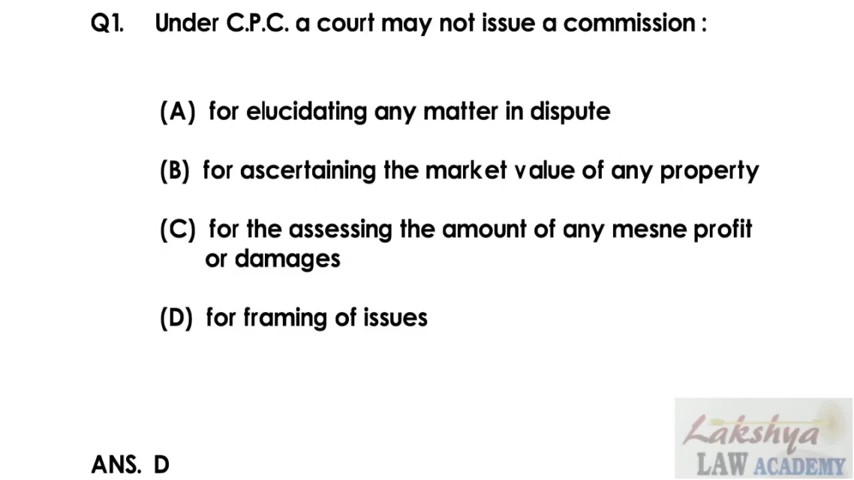 Q1. Under C.P.C. a court may not issue a commission :
(A) for elucidating any matter in dispute
(B) for ascertaining the market value of any property
(C) for the assessing the amount of any mesne profit
or damages
(D) for framing of issues
ANS. D
Lakshya
LAW ACADEMY